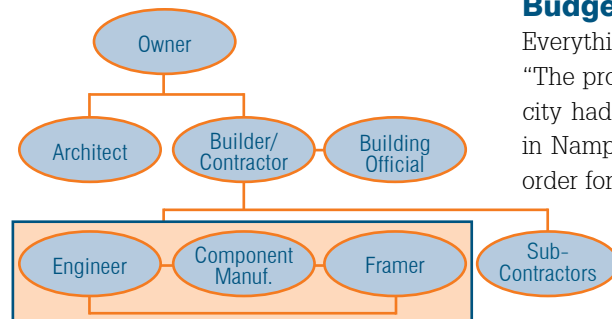 Budge
Everythi
“The pro
city had
in Namp
order for
Owner
Architect
Builder/
Contractor
Building
Official
Engineer
Component
Manuf.
Framer
Sub-
Contractors